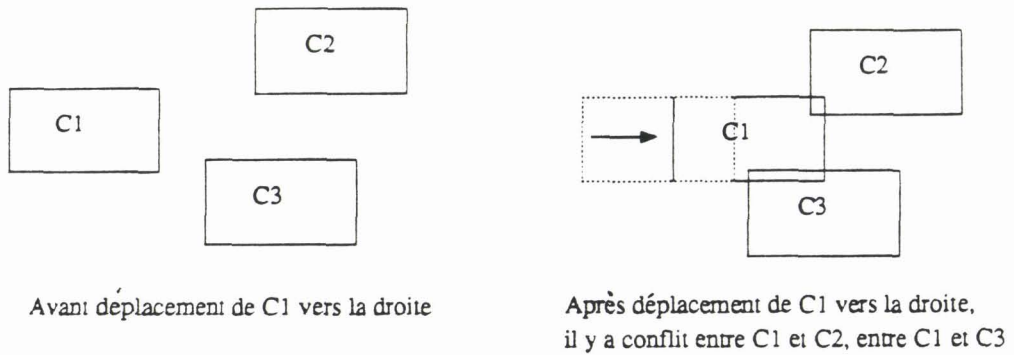 C2
C1
C3
Avant déplacement de C1 vers la droite
C2
C1
C3
Après déplacement de C1 vers la droite,
il y a conflit entre C1 et C2, entre C1 et C3